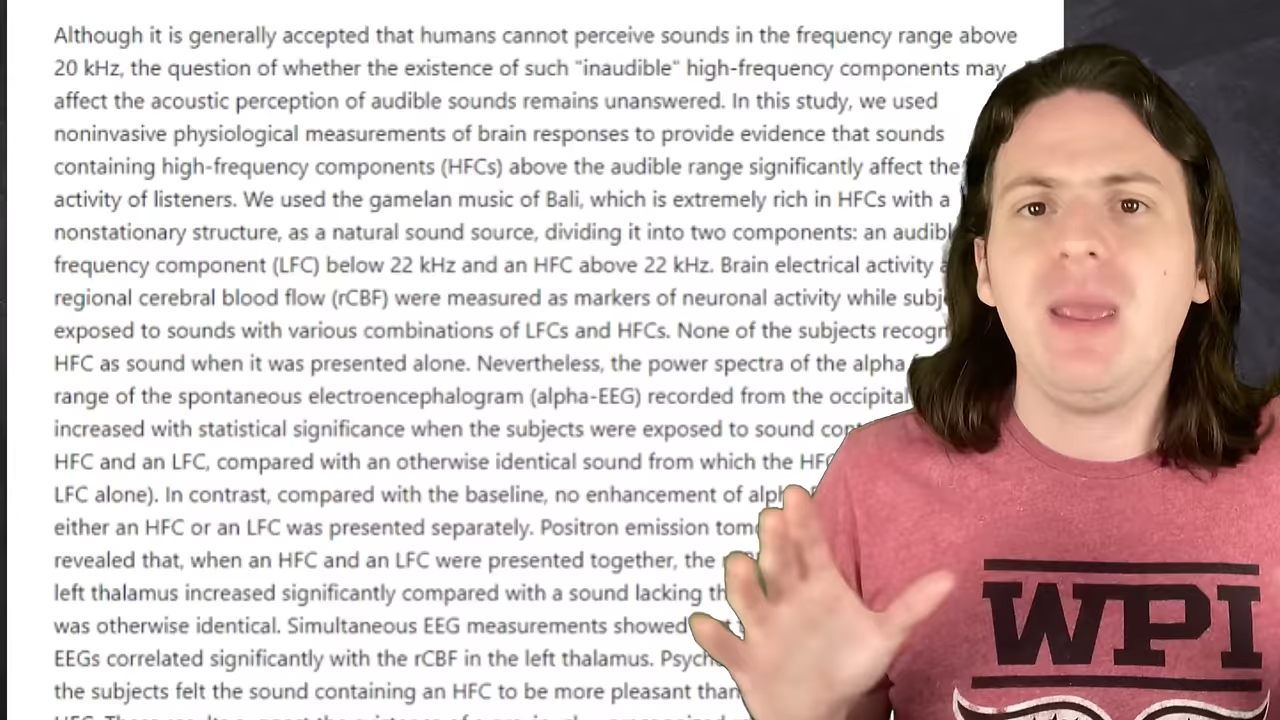 Although it is generally accepted that humans cannot perceive sounds in the frequency range above
20 kHz, the question of whether the existence of such "inaudible" high-frequency components may
affect the acoustic perception of audible sounds remains unanswered. In this study, we used
noninvasive physiological measurements of brain responses to provide evidence that sounds
containing high-frequency components (HFCs) above the audible range significantly affect the
activity of listeners. We used the gamelan music of Bali, which is extremely rich in HFCs with a
nonstationary structure, as a natural sound source, dividing it into two components: an
frequency component (LFC) below 22 kHz and an HFC above 22 kHz. Brain electrical activity
regional cerebral blood flow (rCBF) were measured as markers of neuronal activity while
exposed to sounds with various combinations of LFCs and HFCs. None of the subjects
HFC as sound when it was presented alone. Nevertheless, the power spectra of the alpha
range of the spontaneous electroencephalogram (alpha-EEG) recorded from the occipital
increased with statistical significance when the subjects were exposed to sound
HFC and an LFC, compared with an otherwise identical sound from which the
LFC alone). In contrast, compared with the baseline, no enhancement of
either an HFC or an LFC was presented separately. Positron emission
revealed that, when an HFC and an LFC were presented together, the
left thalamus increased significantly compared with a sound lacking
was otherwise identical. Simultaneous EEG measurements showed
EEGs correlated significantly with the rCBF in the left thalamus.
the subjects felt the sound containing an HFC to be more pleasant than
WPI